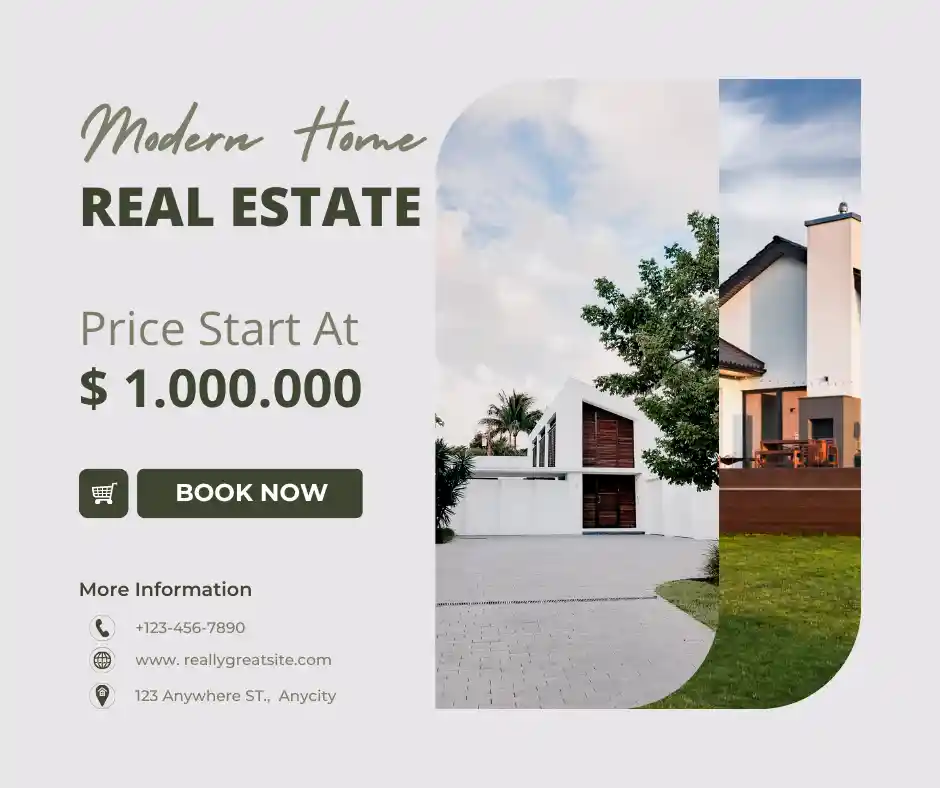 Modern Home
REAL ESTATE
Price Start At
$ 1.000.000
BOOK NOW
More Information
+123-456-7890
www. reallygreatsite.com
123 Anywhere ST., Anycity